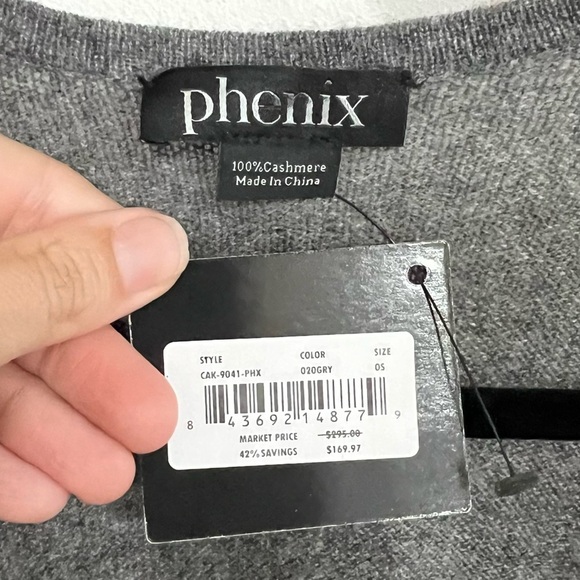 phenix
100%Cashmere
Made In China
STYLE COLOR SIZE
CAK-9041-PHX 020GRY OS
8 43692 14877 9
MARKET PRICE $295.00
42% SAVINGS $169.97